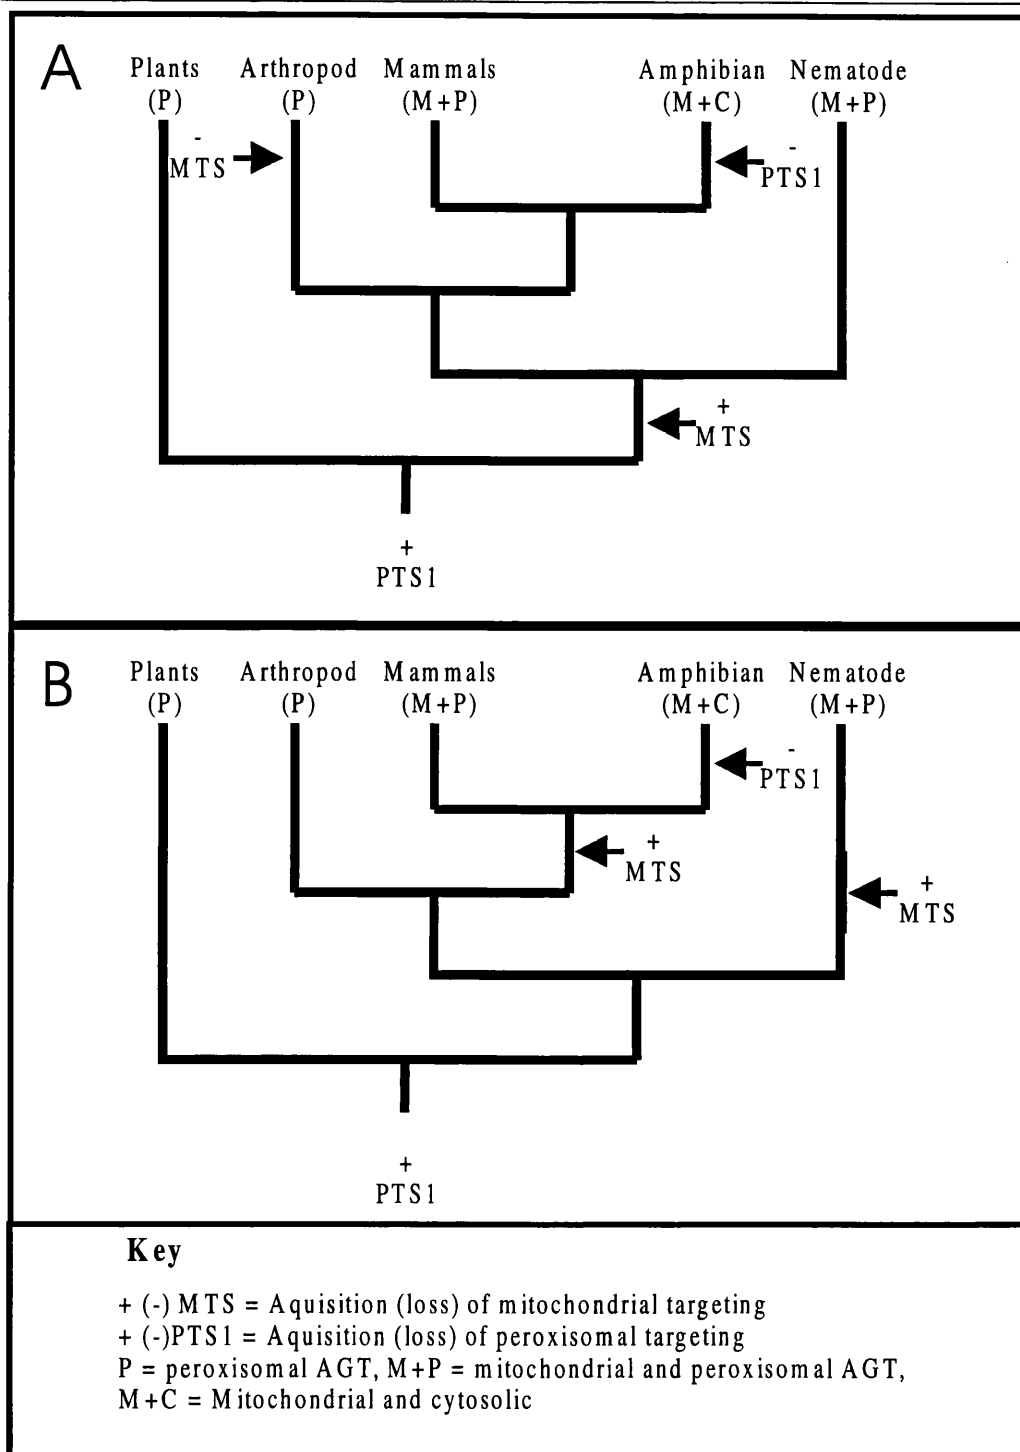 A
Plants Arthropod Mammals Amphibian Nematode
(P) (P) (M+P) (M+C) (M+P)
- -
MTS PTS1
+
MTS
+
PTS1
B
Plants Arthropod Mammals Amphibian Nematode
(P) (P) (M+P) (M+C) (M+P)
-
PTS1
+
MTS
+
MTS
+
PTS1
Key
+ (-) MTS = Aquisition (loss) of mitochondrial targeting
+ (-)PTS1 = Aquisition (loss) of peroxisomal targeting
P = peroxisomal AGT, M+P = mitochondrial and peroxisomal AGT,
M+C = Mitochondrial and cytosolic